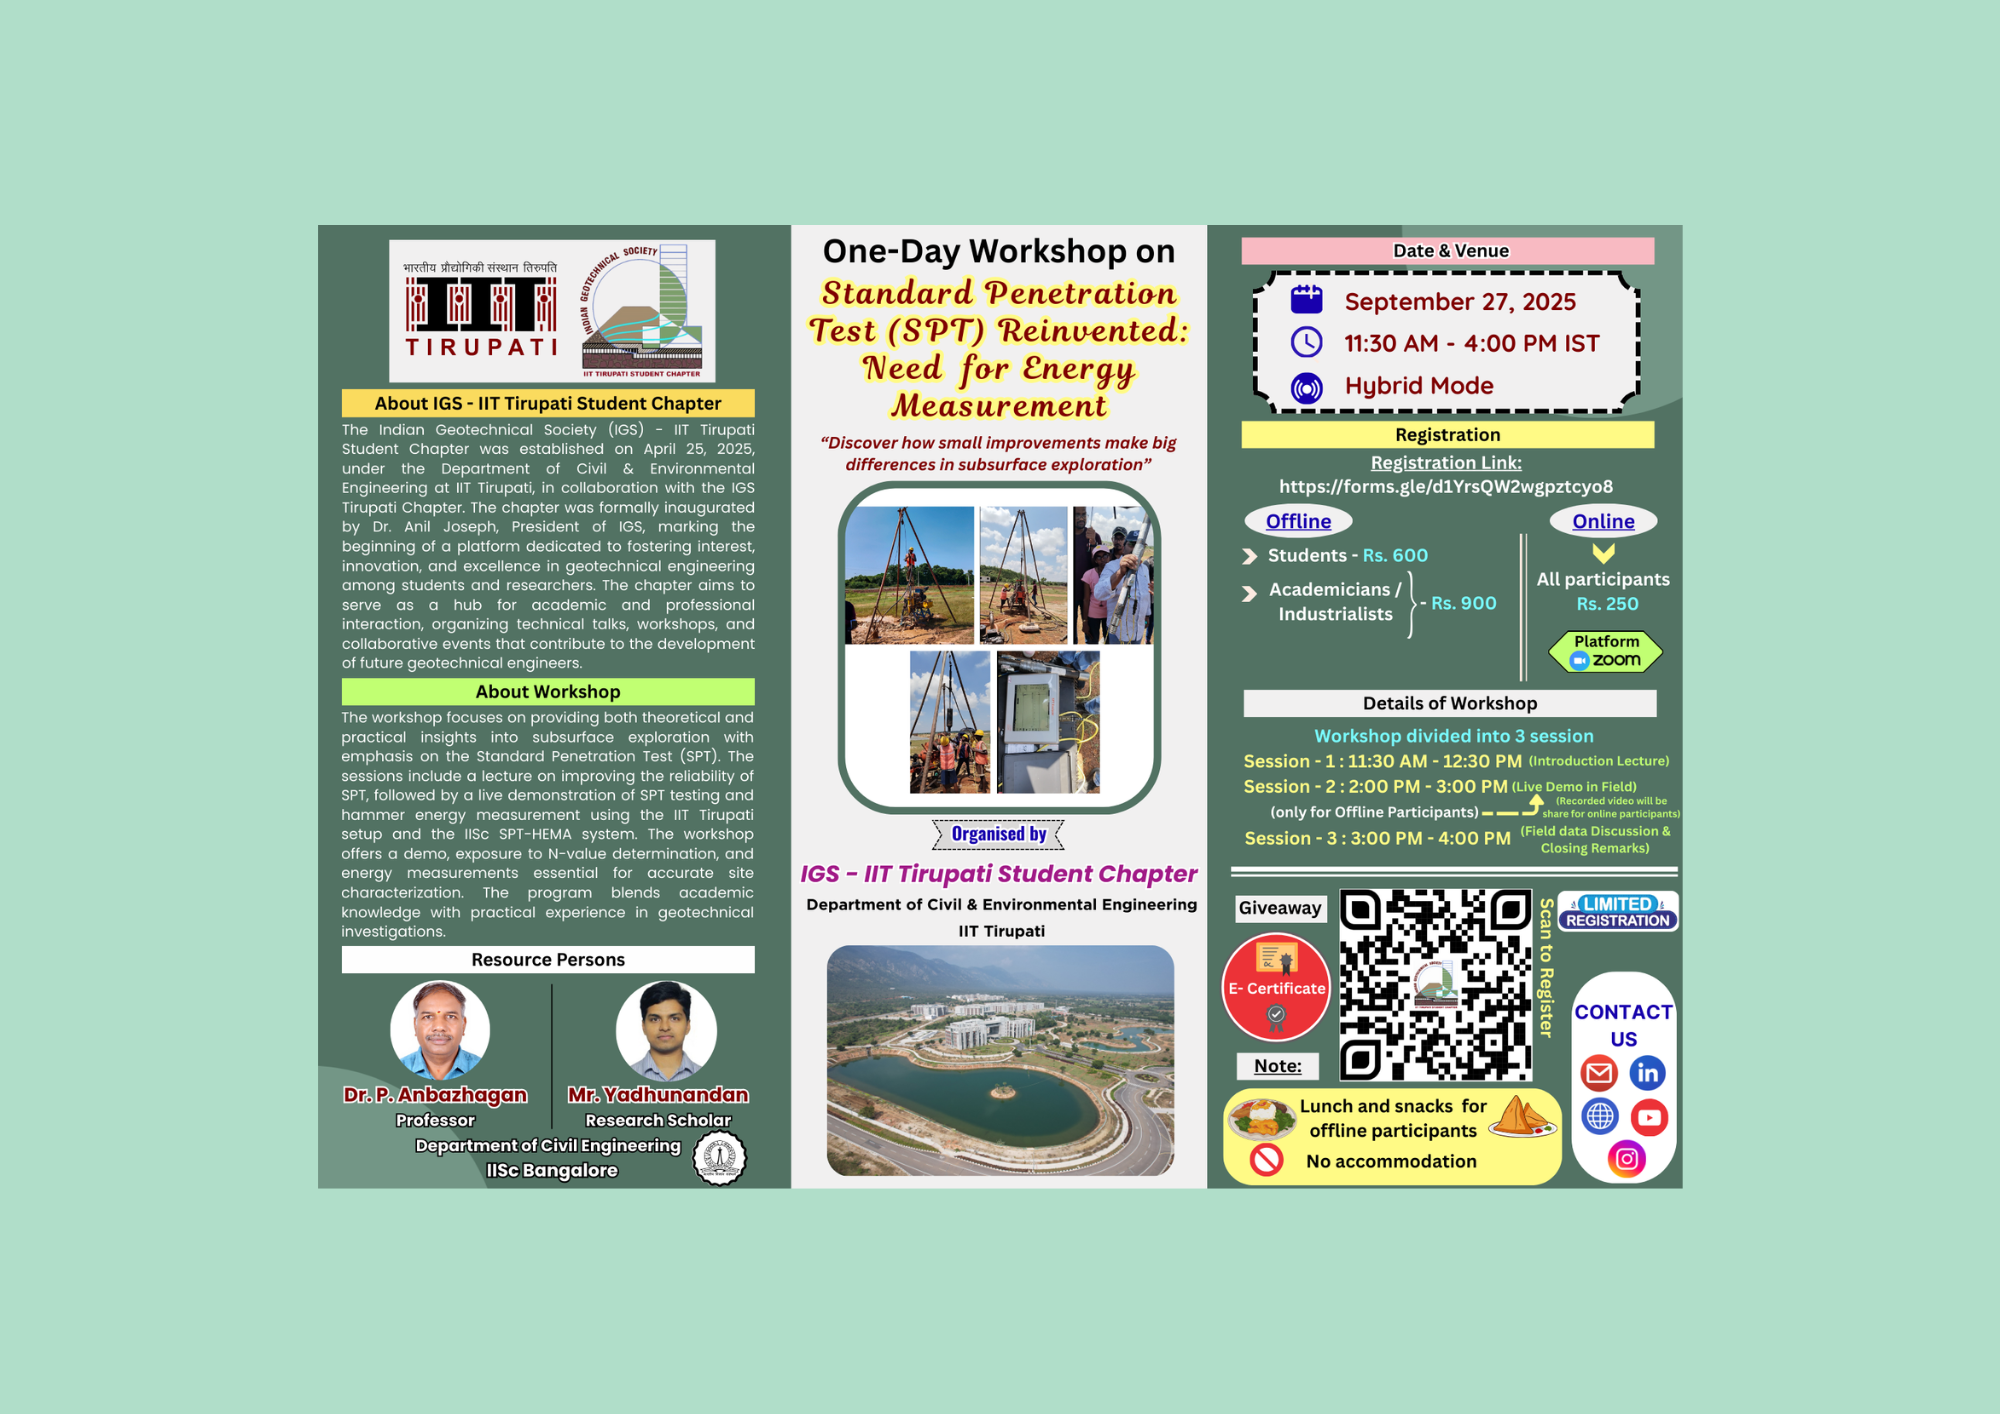 भारतीय प्रौद्योगिकी संस्थान तिरुपति
IIT
TIRUPATI
INDIAN GEOTECHNICAL SOCIETY
IIT TIRUPATI STUDENT CHAPTER
About IGS - IIT Tirupati Student Chapter
The Indian Geotechnical Society (IGS) - IIT Tirupati
Student Chapter was established on April 25, 2025,
under the Department of Civil & Environmental
Engineering at IIT Tirupati, in collaboration with the IGS
Tirupati Chapter. The chapter was formally inaugurated
by Dr. Anil Joseph, President of IGS, marking the
beginning of a platform dedicated to fostering interest,
innovation, and excellence in geotechnical engineering
among students and researchers. The chapter aims to
serve as a hub for academic and professional
interaction, organizing technical talks, workshops, and
collaborative events that contribute to the development
of future geotechnical engineers.
About Workshop
The workshop focuses on providing both theoretical and
practical insights into subsurface exploration with
emphasis on the Standard Penetration Test (SPT). The
sessions include a lecture on improving the reliability of
SPT, followed by a live demonstration of SPT testing and
hammer energy measurement using the IIT Tirupati
setup and the IISc SPT-HEMA system. The workshop
offers a demo, exposure to N-value determination, and
energy measurements essential for accurate site
characterization. The program blends academic
knowledge with practical experience in geotechnical
investigations.
Resource Persons
Dr. P. Anbazhagan
Professor
Mr. Yadhunandan
Research Scholar
Department of Civil Engineering
IISc Bangalore
One-Day Workshop on
Standard Penetration
Test (SPT) Reinvented:
Need for Energy
Measurement
“Discover how small improvements make big
differences in subsurface exploration”
Organised by
IGS - IIT Tirupati Student Chapter
Department of Civil & Environmental Engineering
IIT Tirupati
Date & Venue
September 27, 2025
11:30 AM - 4:00 PM IST
Hybrid Mode
Registration
Registration Link:
https://forms.gle/d1YrsQW2wgpztcyo8
Offline
Students - Rs. 600
Academicians /
Industrialists
- Rs. 900
Online
All participants
Rs. 250
Platform
zoom
Details of Workshop
Workshop divided into 3 session
Session - 1 : 11:30 AM - 12:30 PM (Introduction Lecture)
Session - 2 : 2:00 PM - 3:00 PM (Live Demo in Field)
(only for Offline Participants)
(Recorded video will be
share for online participants)
Session - 3 : 3:00 PM - 4:00 PM (Field data Discussion &
Closing Remarks)
Giveaway
E- Certificate
Scan to Register
LIMITED
REGISTRATION
CONTACT
US
in
Note:
Lunch and snacks for
offline participants
No accommodation